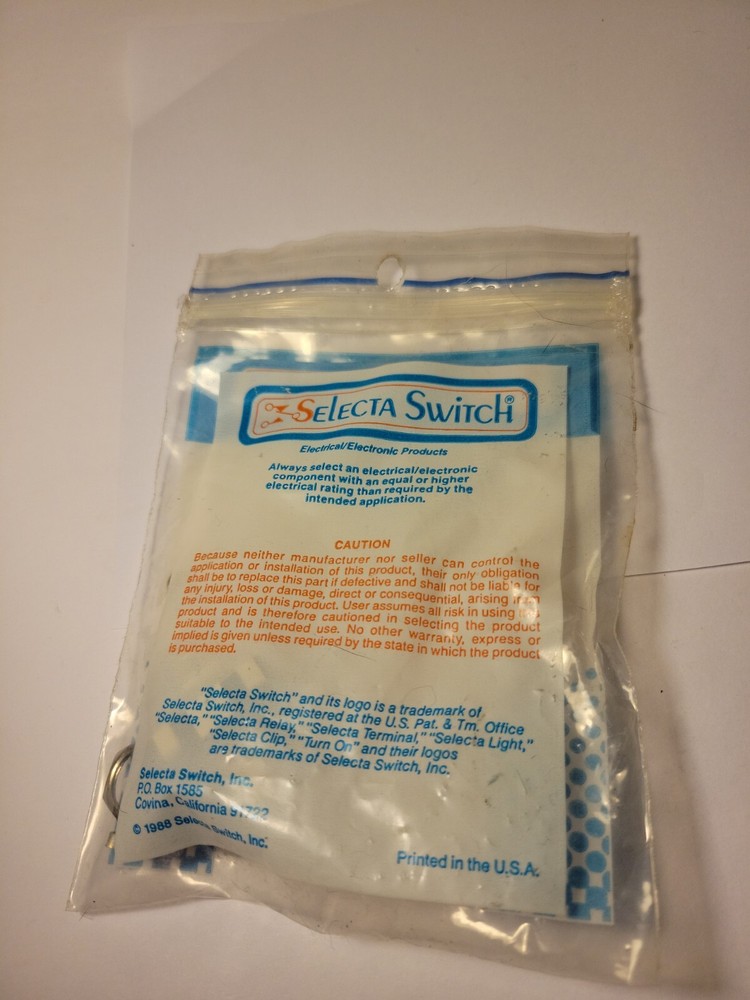 SELECTA SWITCH®
Electrical/Electronic Products
Always select an electrical/electronic
component with an equal or higher
electrical rating than required by the
intended application.
CAUTION
Because neither manufacturer nor seller can control the
application or installation of this product, their only obligation
shall be to replace this part if defective and shall not be liable for
any injury, loss or damage, direct or consequential, arising from
the installation of this product. User assumes all risk in using the
product and is therefore cautioned in selecting the product
suitable to the intended use. No other warranty, express or
implied is given unless required by the state in which the product
is purchased.
"Selecta Switch" and its logo is a trademark of
Selecta Switch, Inc., registered at the U.S. Pat. & Tm. Office
"Selecta," "Selecta Relay," "Selecta Terminal," "Selecta Light,"
"Selecta Clip," "Turn On" and their logos
are trademarks of Selecta Switch, Inc.
Selecta Switch, Inc.
P.O. Box 1585
Covina, California 91722
© 1988 Selecta Switch, Inc.
Printed in the U.S.A.